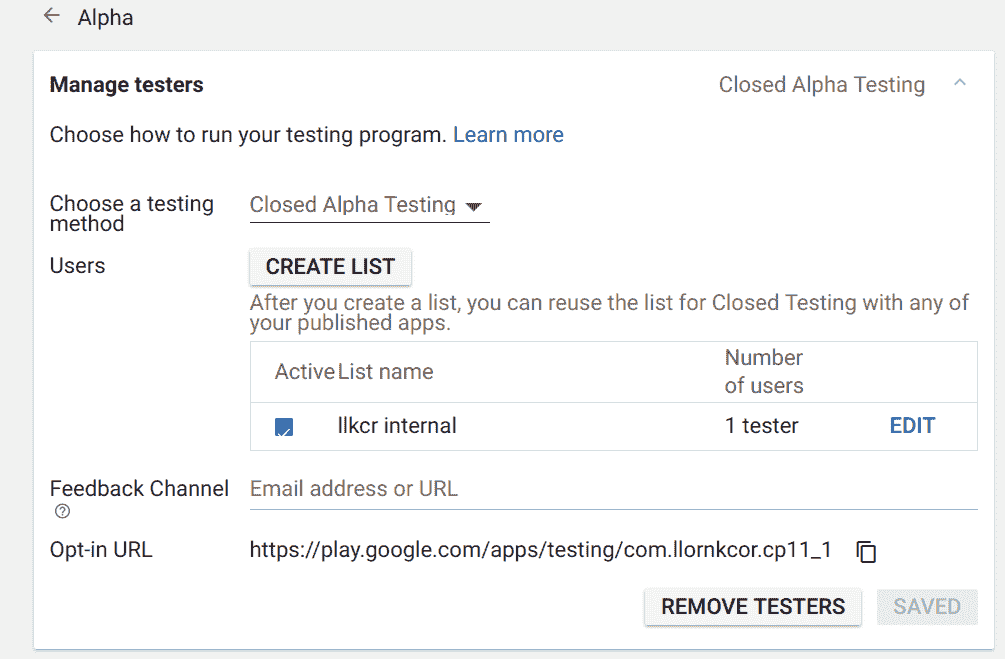 Alpha
Manage testers
Closed Alpha Testing
Choose how to run your testing program. Learn more
Choose a testing
method
Closed Alpha Testing
Users
CREATE LIST
After you create a list, you can reuse the list for Closed Testing with any of
your published apps.
Active List name
Number
of users
llkcr internal
1 tester
EDIT
Feedback Channel
Email address or URL
Opt-in URL
https://play.google.com/apps/testing/com.llornkcor.cp11_1
REMOVE TESTERS
SAVED